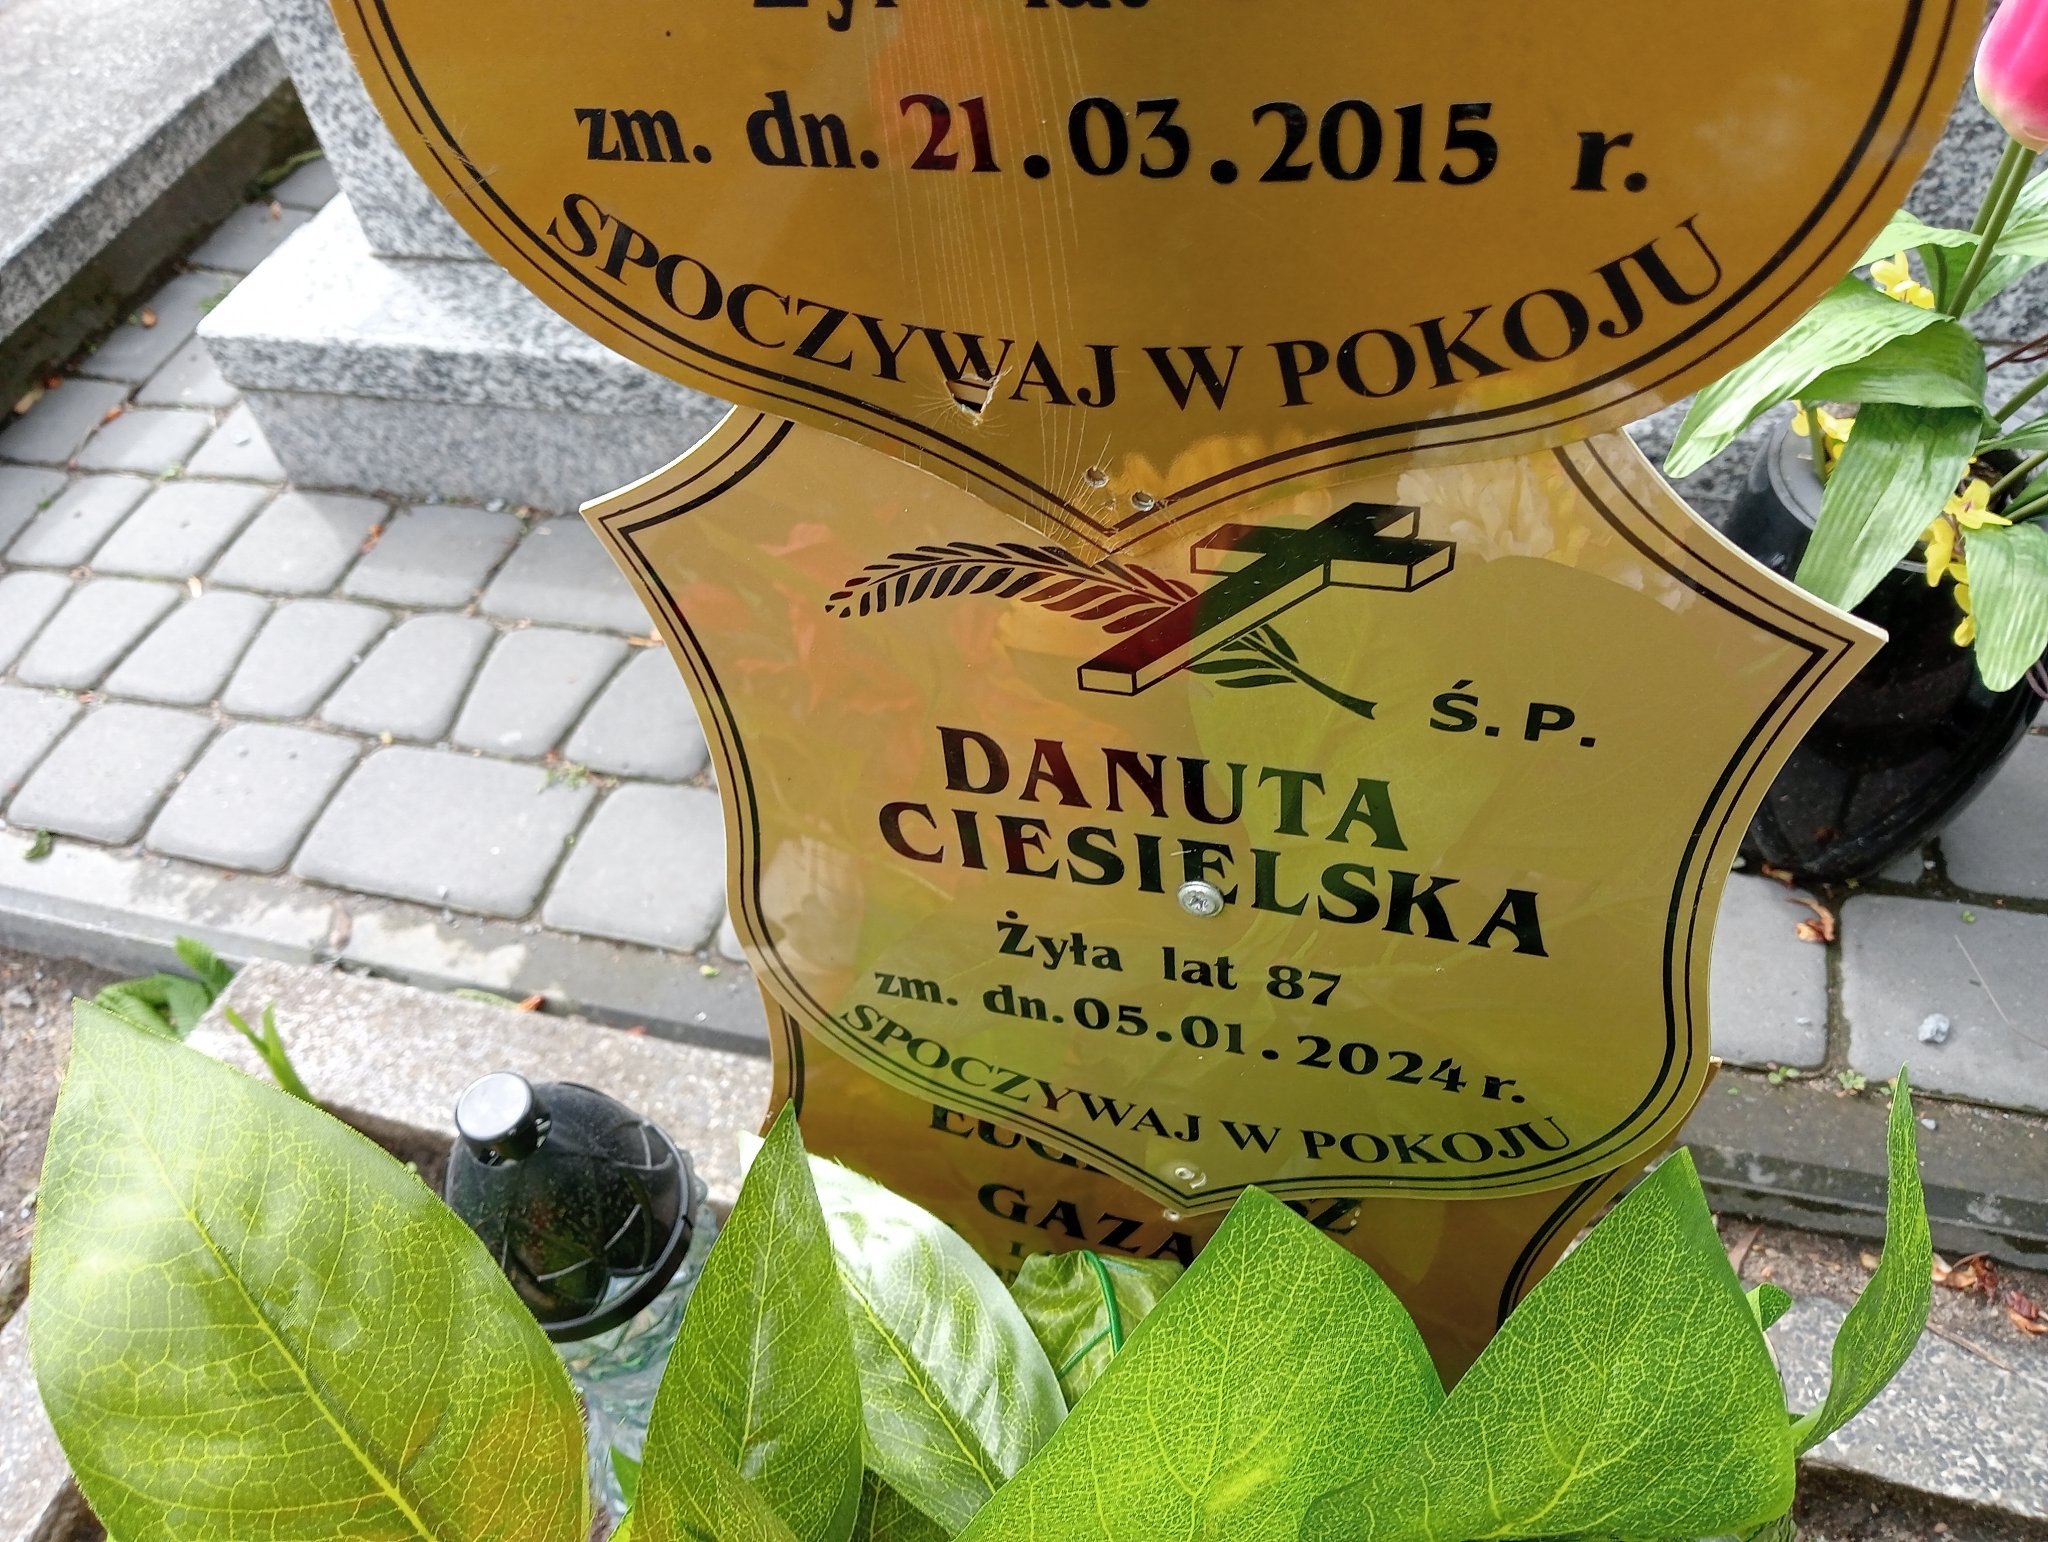 zm. dn. 21.03.2015 r.
SPOCZYWAJ W POKOJU
Ś.P.
DANUTA
CIESIELSKA
Żyła lat 87
zm. dn. 05.01.2024 r.
SPOCZYWAJ W POKOJU